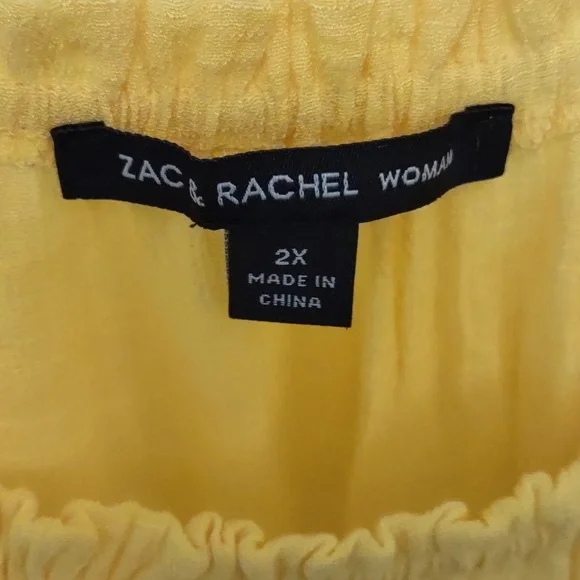 ZAC & RACHEL WOMAN
2X
MADE IN
CHINA